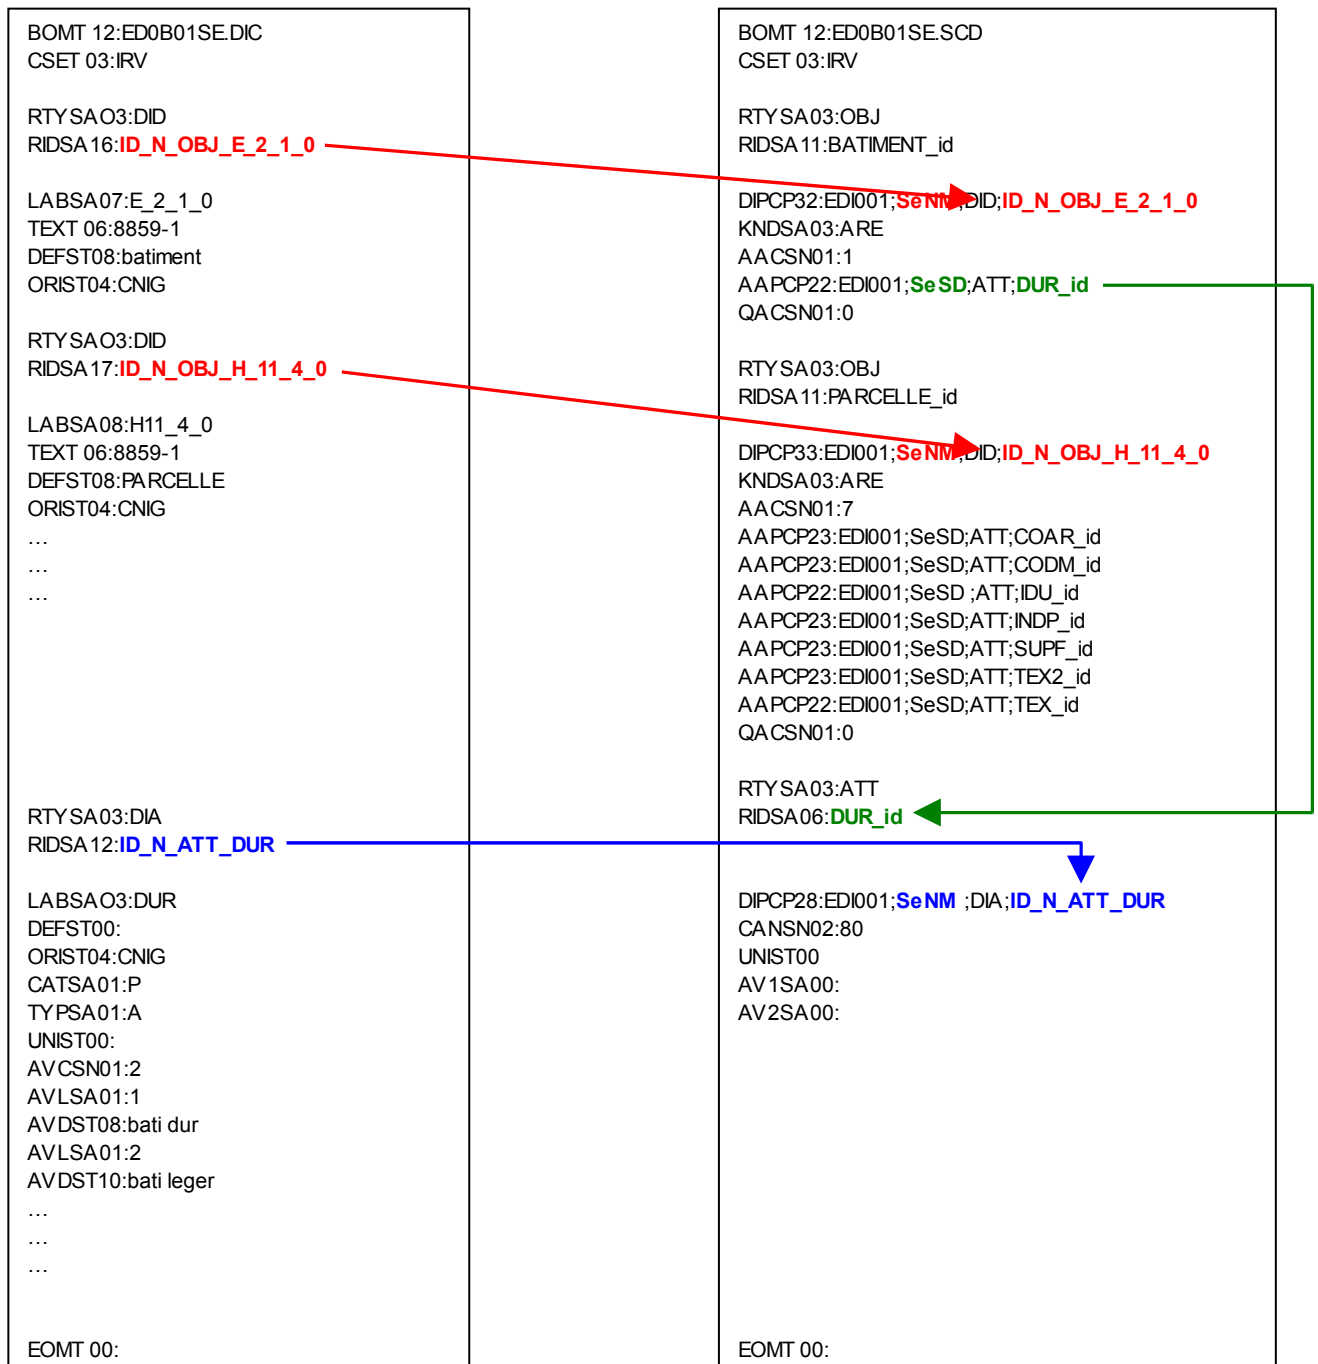 BOMT 12:ED0B01SE.DIC
CSET 03:IRV
RTYSAO3:DID
RIDSA16:ID_N_OBJ_E_2_1_0
LABSA07:E_2_1_0
TEXT 06:8859-1
DEFST08:batiment
ORIST04:CNIG
RTYSAO3:DID
RIDSA17:ID_N_OBJ_H_11_4_0
LABSA08:H11_4_0
TEXT 06:8859-1
DEFST08:PARCELLE
ORIST04:CNIG
…
…
…
RTYSA03:DIA
RIDSA12:ID_N_ATT_DUR
LABSAO3:DUR
DEFST00:
ORIST04:CNIG
CATSA01:P
TYPSA01:A
UNIST00:
AVCSN01:2
AVLSA01:1
AVDST08:bati dur
AVLSA01:2
AVDST10:bati leger
…
…
…
EOMT 00:
BOMT 12:ED0B01SE.SCD
CSET 03:IRV
RTYSA03:OBJ
RIDSA11:BATIMENT_id
DIPCP32:EDI001;SeNM;DID;ID_N_OBJ_E_2_1_0
KNDSA03:ARE
AACSN01:1
AAPCP22:EDI001;SeSD;ATT;DUR_id
QACSN01:0
RTYSA03:OBJ
RIDSA11:PARCELLE_id
DIPCP33:EDI001;SeNM;DID;ID_N_OBJ_H_11_4_0
KNDSA03:ARE
AACSN01:7
AAPCP23:EDI001;SeSD;ATT;COAR_id
AAPCP23:EDI001;SeSD;ATT;CODM_id
AAPCP22:EDI001;SeSD ;ATT;IDU_id
AAPCP23:EDI001;SeSD;ATT;INDP_id
AAPCP23:EDI001;SeSD;ATT;SUPF_id
AAPCP23:EDI001;SeSD;ATT;TEX2_id
AAPCP22:EDI001;SeSD;ATT;TEX_id
QACSN01:0
RTYSA03:ATT
RIDSA06:DUR_id
DIPCP28:EDI001;SeNM ;DIA;ID_N_ATT_DUR
CANSN02:80
UNIST00
AV1SA00:
AV2SA00:
EOMT 00: